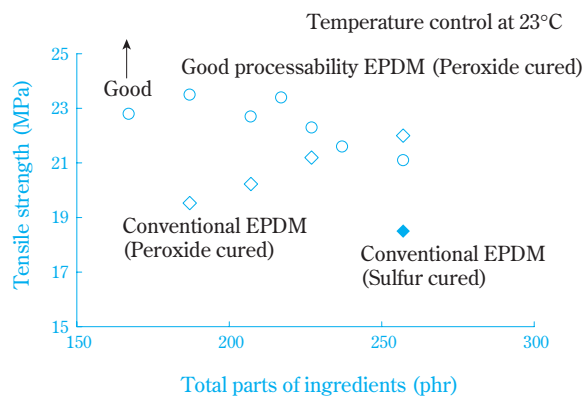 Temperature control at 23°C
Good
Good processability EPDM (Peroxide cured)
Tensile strength (MPa)
25
23
21
19
17
15
Conventional EPDM
(Peroxide cured)
Conventional EPDM
(Sulfur cured)
150
200
250
300
Total parts of ingredients (phr)